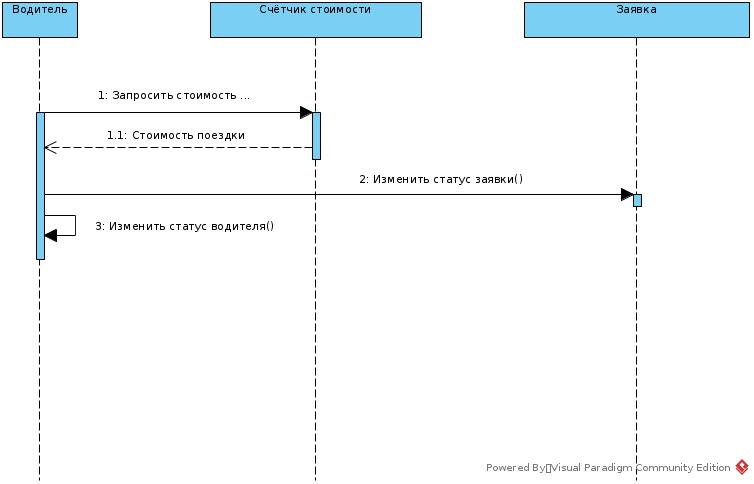 Водитель
Счётчик стоимости
Заявка
1: Запросить стоимость ...
1.1: Стоимость поездки
2: Изменить статус заявки()
3: Изменить статус водителя()
Powered By▯Visual Paradigm Community Edition